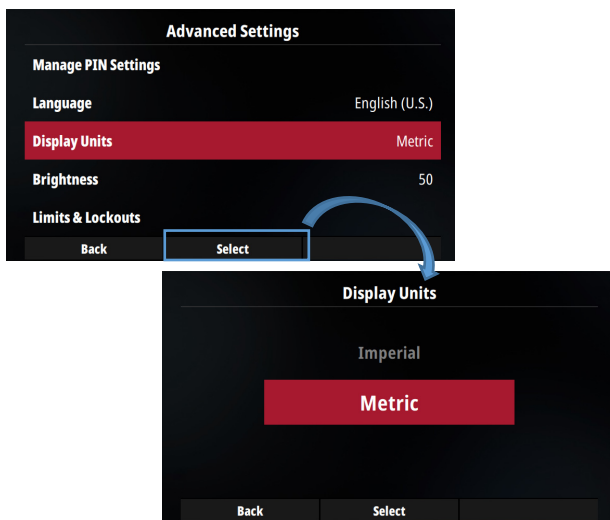 Advanced Settings
Manage PIN Settings
Language English (U.S.)
Display Units Metric
Brightness 50
Limits & Lockouts
Back Select
Display Units
Imperial
Metric
Back Select